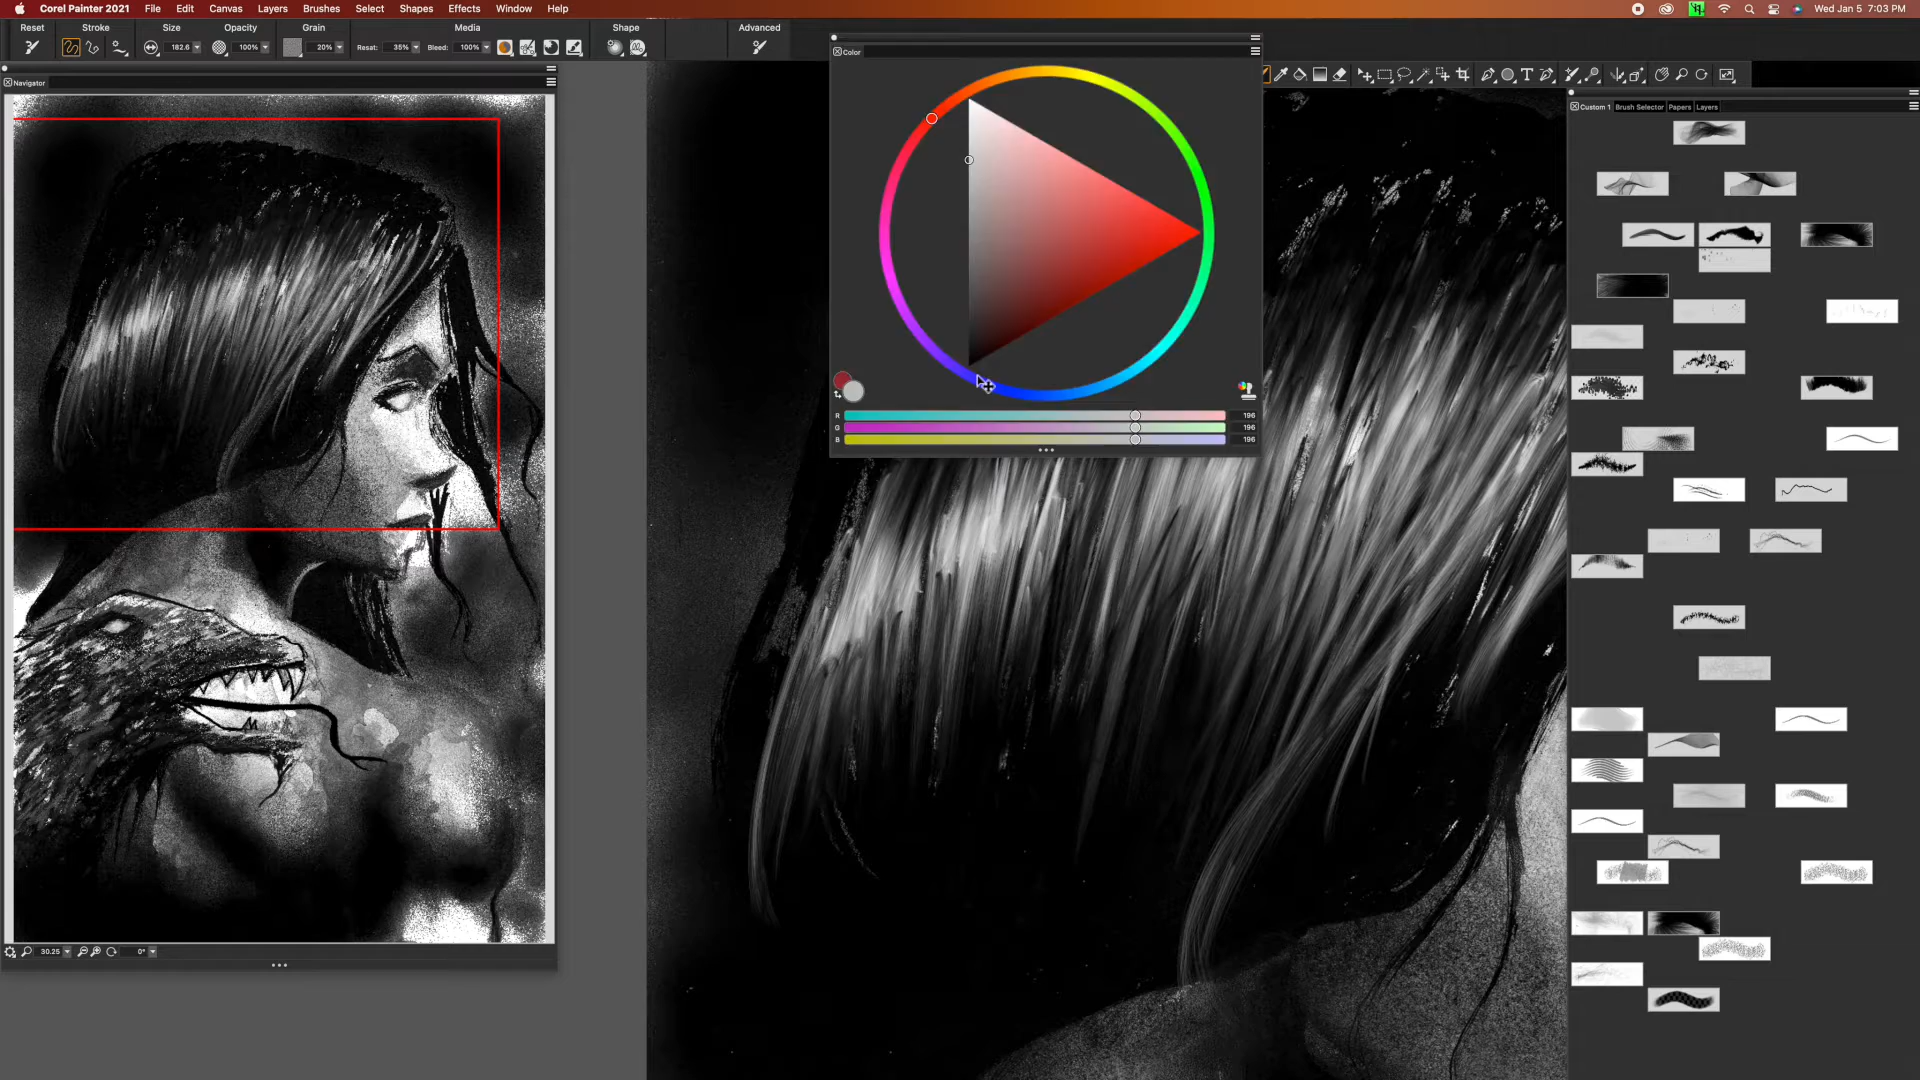 Corel Painter 2021 File Edit Canvas Layers Brushes Select Shapes Effects Window Help Wed Jan 5 7:03 PM
Reset Stroke Size Opacity Grain Media Shape Advanced
182.6 100% 20% Resat: 35% Bleed: 100%
Color
Navigator
Custom 1 Brush Selector Papers Layers
R 196
G 196
B 196
30.25 0°